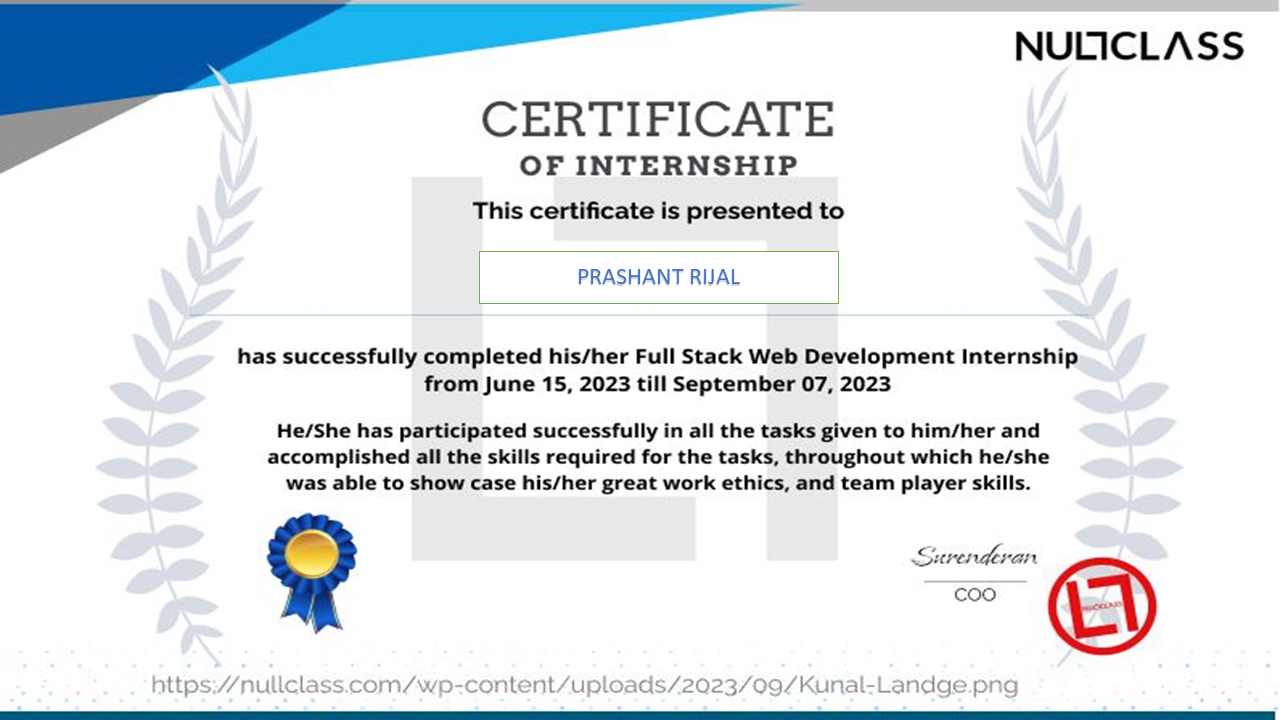 NULLCLASS
CERTIFICATE
OF INTERNSHIP
This certificate is presented to
PRASHANT RIJAL
has successfully completed his/her Full Stack Web Development Internship
from June 15, 2023 till September 07, 2023
He/She has participated successfully in all the tasks given to him/her and
accomplished all the skills required for the tasks, throughout which he/she
was able to show case his/her great work ethics, and team player skills.
Surenderan
COO
https://nullclass.com/wp-content/uploads/2023/09/Kunal-Landge.png